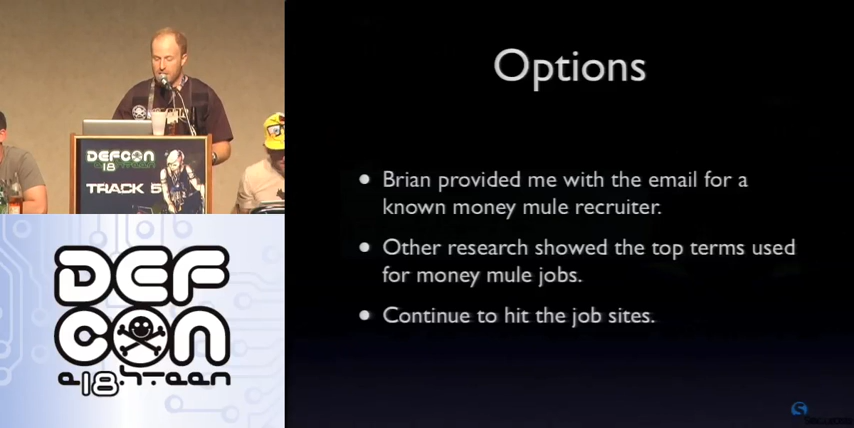 DEFCON
18
TRACK 5
DEF
CON
Options
Brian provided me with the email for a
known money mule recruiter.
Other research showed the top terms used
for money mule jobs.
Continue to hit the job sites.